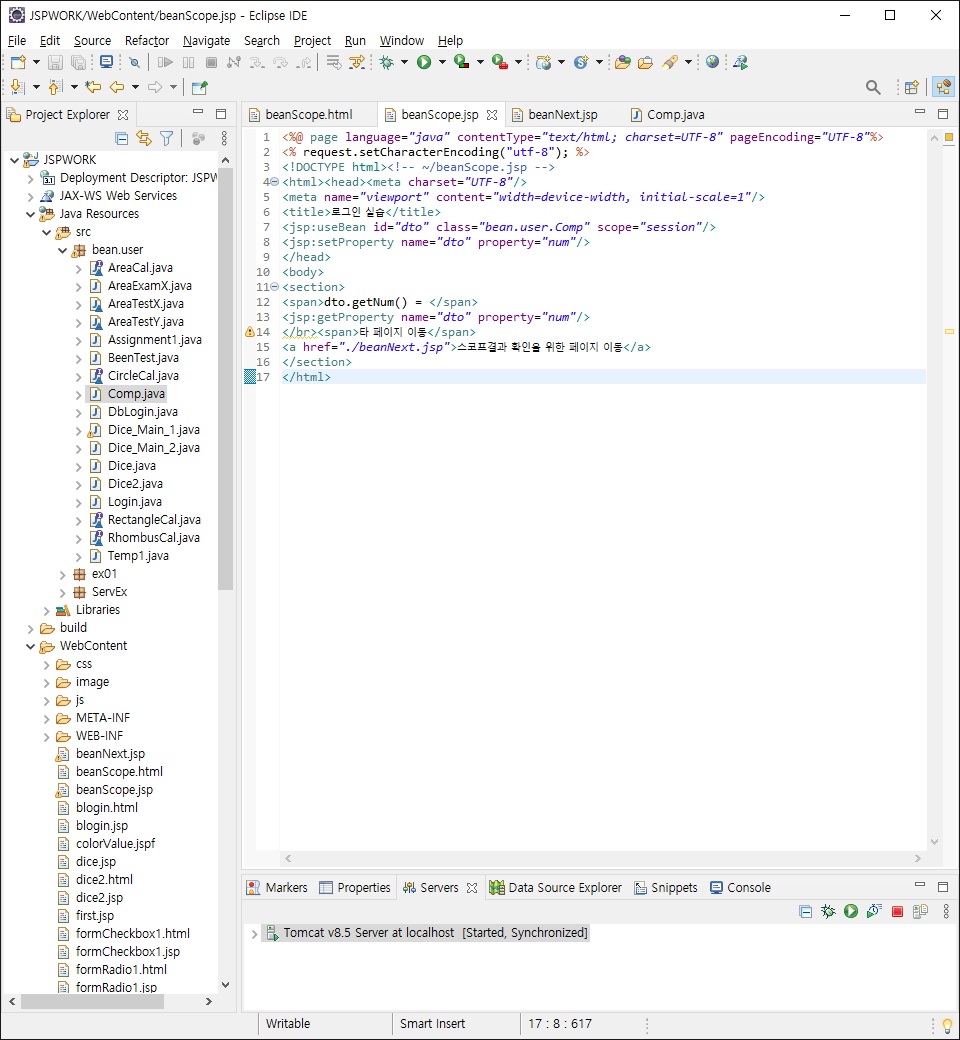 JSPWORK/WebContent/beanScope.jsp - Eclipse IDE
File Edit Source Refactor Navigate Search Project Run Window Help
Project Explorer
JSPWORK
Deployment Descriptor: JSPW
JAX-WS Web Services
Java Resources
src
bean.user
AreaCal.java
AreaExamX.java
AreaTestX.java
AreaTestY.java
Assignment1.java
BeenTest.java
CircleCal.java
Comp.java
DbLogin.java
Dice_Main_1.java
Dice_Main_2.java
Dice.java
Dice2.java
Login.java
RectangleCal.java
RhombusCal.java
Temp1.java
ex01
ServEx
Libraries
build
WebContent
css
image
js
META-INF
WEB-INF
beanNext.jsp
beanScope.html
beanScope.jsp
blogin.html
blogin.jsp
colorValue.jspf
dice.jsp
dice2.html
dice2.jsp
first.jsp
formCheckbox1.html
formCheckbox1.jsp
formRadio1.html
formRadio1.jsp
beanScope.html beanScope.jsp beanNext.jsp Comp.java
1 <%@ page language="java" contentType="text/html; charset=UTF-8" pageEncoding="UTF-8"%>
2 <% request.setCharacterEncoding("utf-8"); %>
3 <!DOCTYPE html><!-- ~/beanScope.jsp -->
4 <html><head><meta charset="UTF-8"/>
5 <meta name="viewport" content="width=device-width, initial-scale=1"/>
6 <title>로그인 실습</title>
7 <jsp:useBean id="dto" class="bean.user.Comp" scope="session"/>
8 <jsp:setProperty name="dto" property="num"/>
9 </head>
10 <body>
11 <section>
12 <span>dto.getNum() = </span>
13 <jsp:getProperty name="dto" property="num"/>
14 </br><span>타 페이지 이동</span>
15 <a href="./beanNext.jsp">스코프결과 확인을 위한 페이지 이동</a>
16 </section>
17 </html>
Markers Properties Servers Data Source Explorer Snippets Console
Tomcat v8.5 Server at localhost [Started, Synchronized]
Writable Smart Insert 17 : 8 : 617